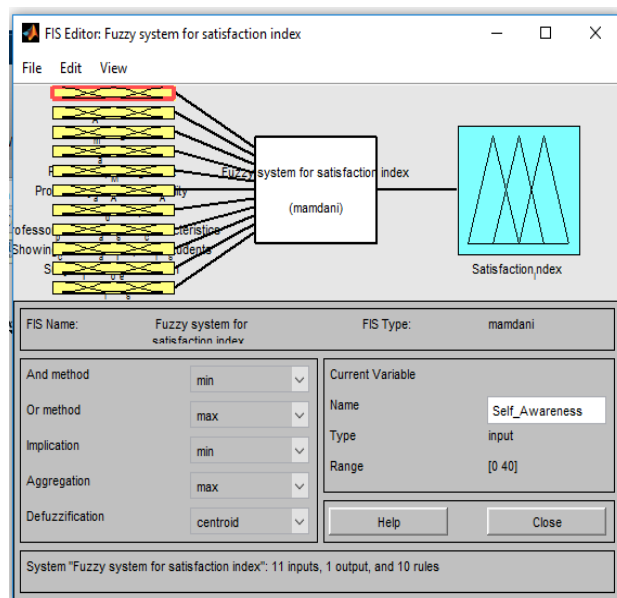 FIS Editor: Fuzzy system for satisfaction index
File Edit View
Fuzzy system for satisfaction index
(mamdani)
Satisfaction
FIS Name: Fuzzy system for satisfaction index FIS Type: mamdani
And method min
Or method max
Implication min
Aggregation max
Defuzzification centroid
Current Variable
Name Self_Awareness
Type input
Range [0 40]
Help Close
System "Fuzzy system for satisfaction index": 11 inputs, 1 output, and 10 rules